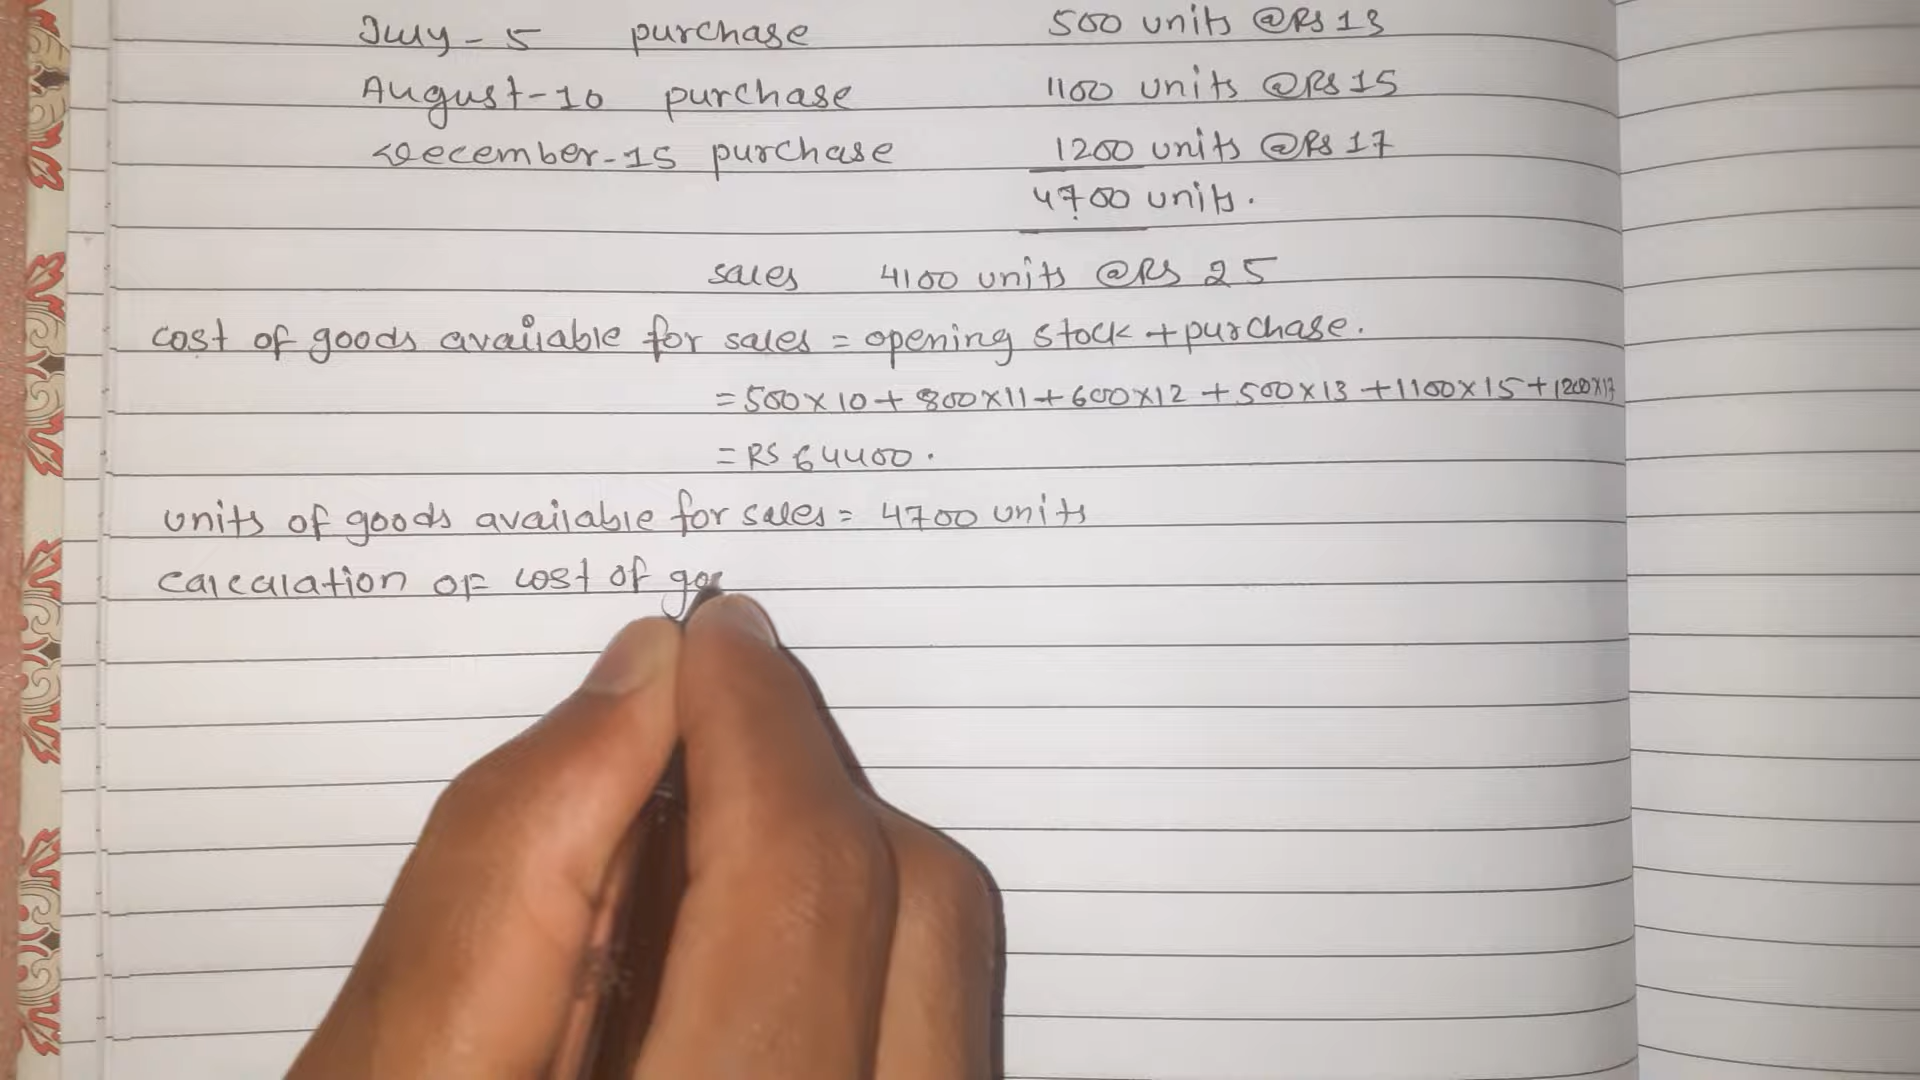 July - 5 purchase 500 units @Rs 13
August - 10 purchase 1100 units @Rs 15
December - 15 purchase 1200 units @Rs 17
4700 units.
sales 4100 units @Rs 25
cost of goods available for sales = opening stock + purchase.
= 500 × 10 + 800 × 11 + 600 × 12 + 500 × 13 + 1100 × 15 + 1200 × 17
= RS 64400.
units of goods available for sales = 4700 units
calculation of cost of goo